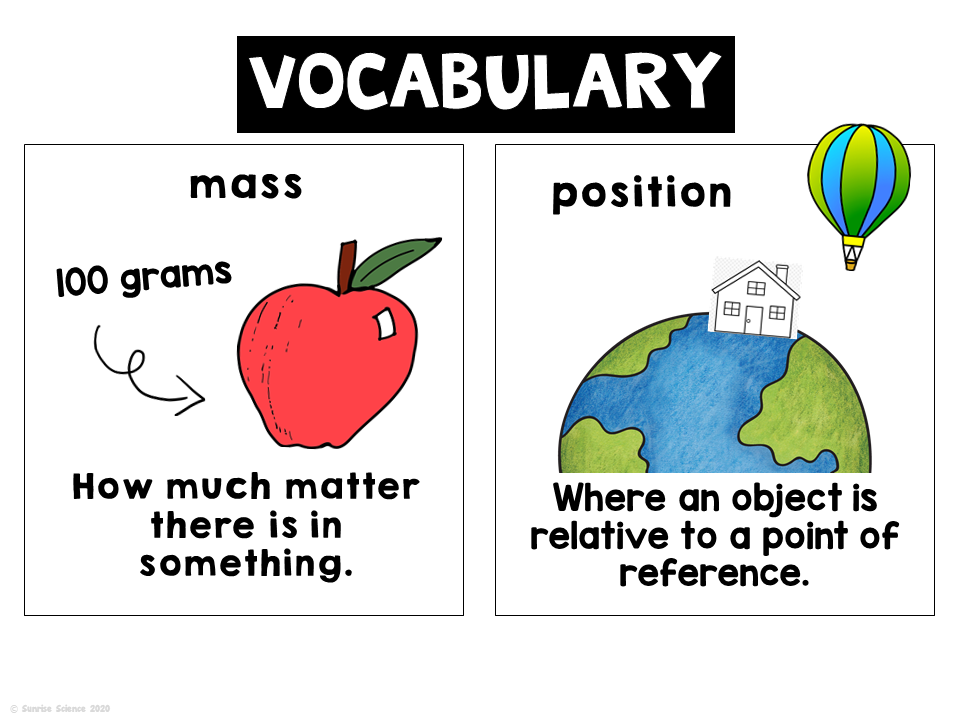 VOCABULARY
mass
100 grams
How much matter
there is in
something.
position
Where an object is
relative to a point of
reference.
© Sunrise Science 2020